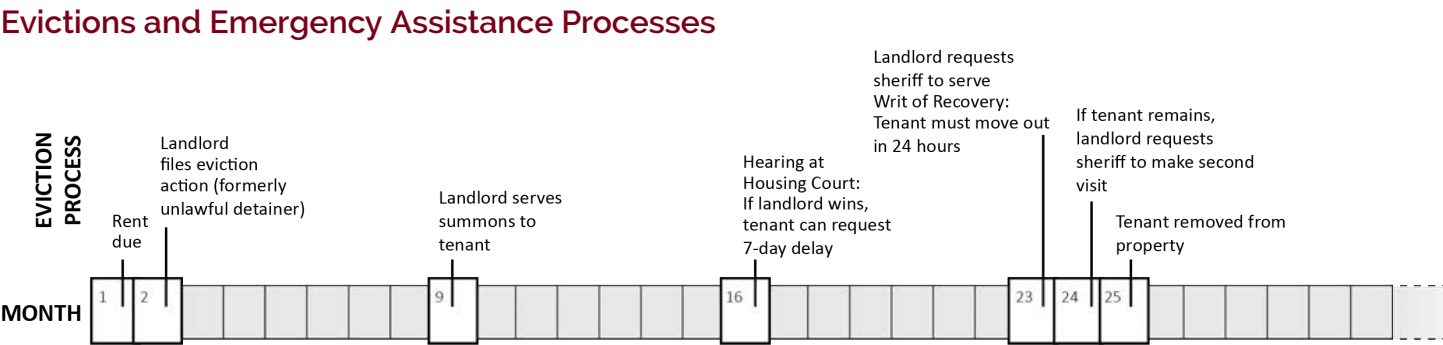 Evictions and Emergency Assistance Processes
EVICTION
PROCESS
Rent
due
Landlord
files eviction
action (formerly
unlawful detainer)
Landlord serves
summons to
tenant
Hearing at
Housing Court:
If landlord wins,
tenant can request
7-day delay
Landlord requests
sheriff to serve
Writ of Recovery:
Tenant must move out
in 24 hours
If tenant remains,
landlord requests
sheriff to make second
visit
Tenant removed from
property
MONTH
1
2
9
16
23
24
25